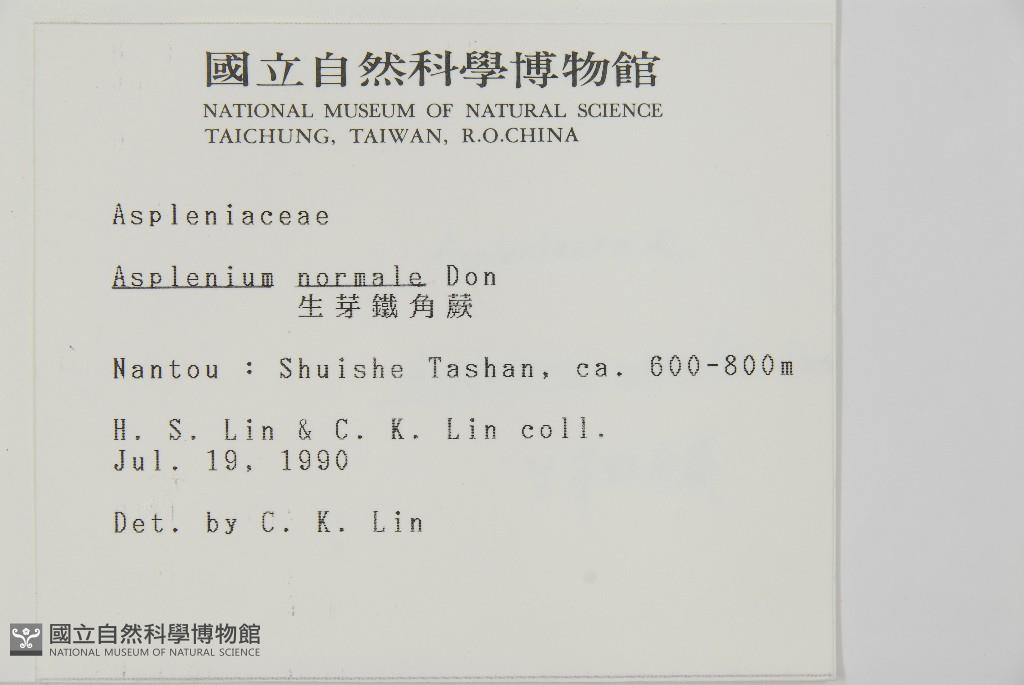 國立自然科學博物館
NATIONAL MUSEUM OF NATURAL SCIENCE
TAICHUNG, TAIWAN, R.O.CHINA
Aspleniaceae
Asplenium normale Don
生芽鐵角蕨
Nantou : Shuishe Tashan, ca. 600-800m
H. S. Lin & C. K. Lin coll.
Jul. 19, 1990
Det. by C. K. Lin
國立自然科學博物館
NATIONAL MUSEUM OF NATURAL SCIENCE